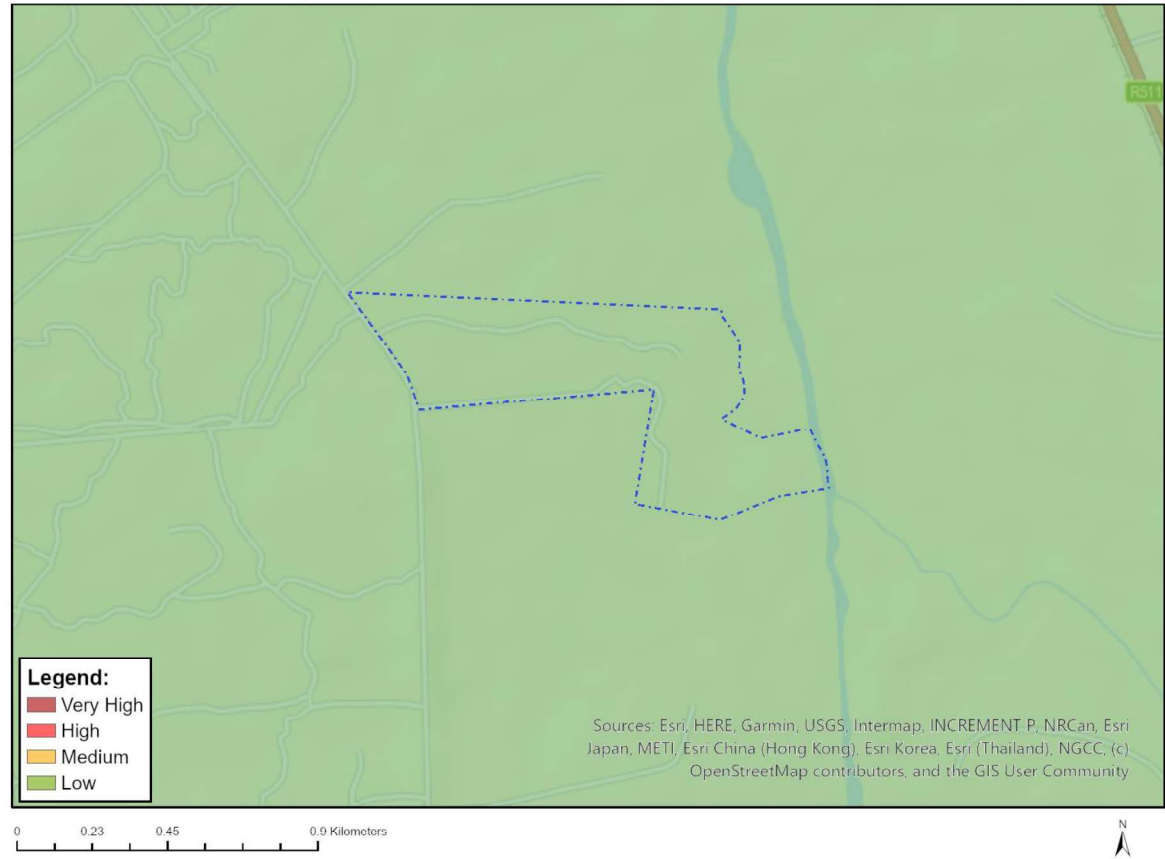 R511
Legend:
Very High
High
Medium
Low
Sources: Esri, HERE, Garmin, USGS, Intermap, INCREMENT P, NRCan, Esri
Japan, METI, Esri China (Hong Kong), Esri Korea, Esri (Thailand), NGCC, (c)
OpenStreetMap contributors, and the GIS User Community
0 0.23 0.45 0.9 Kilometers
N